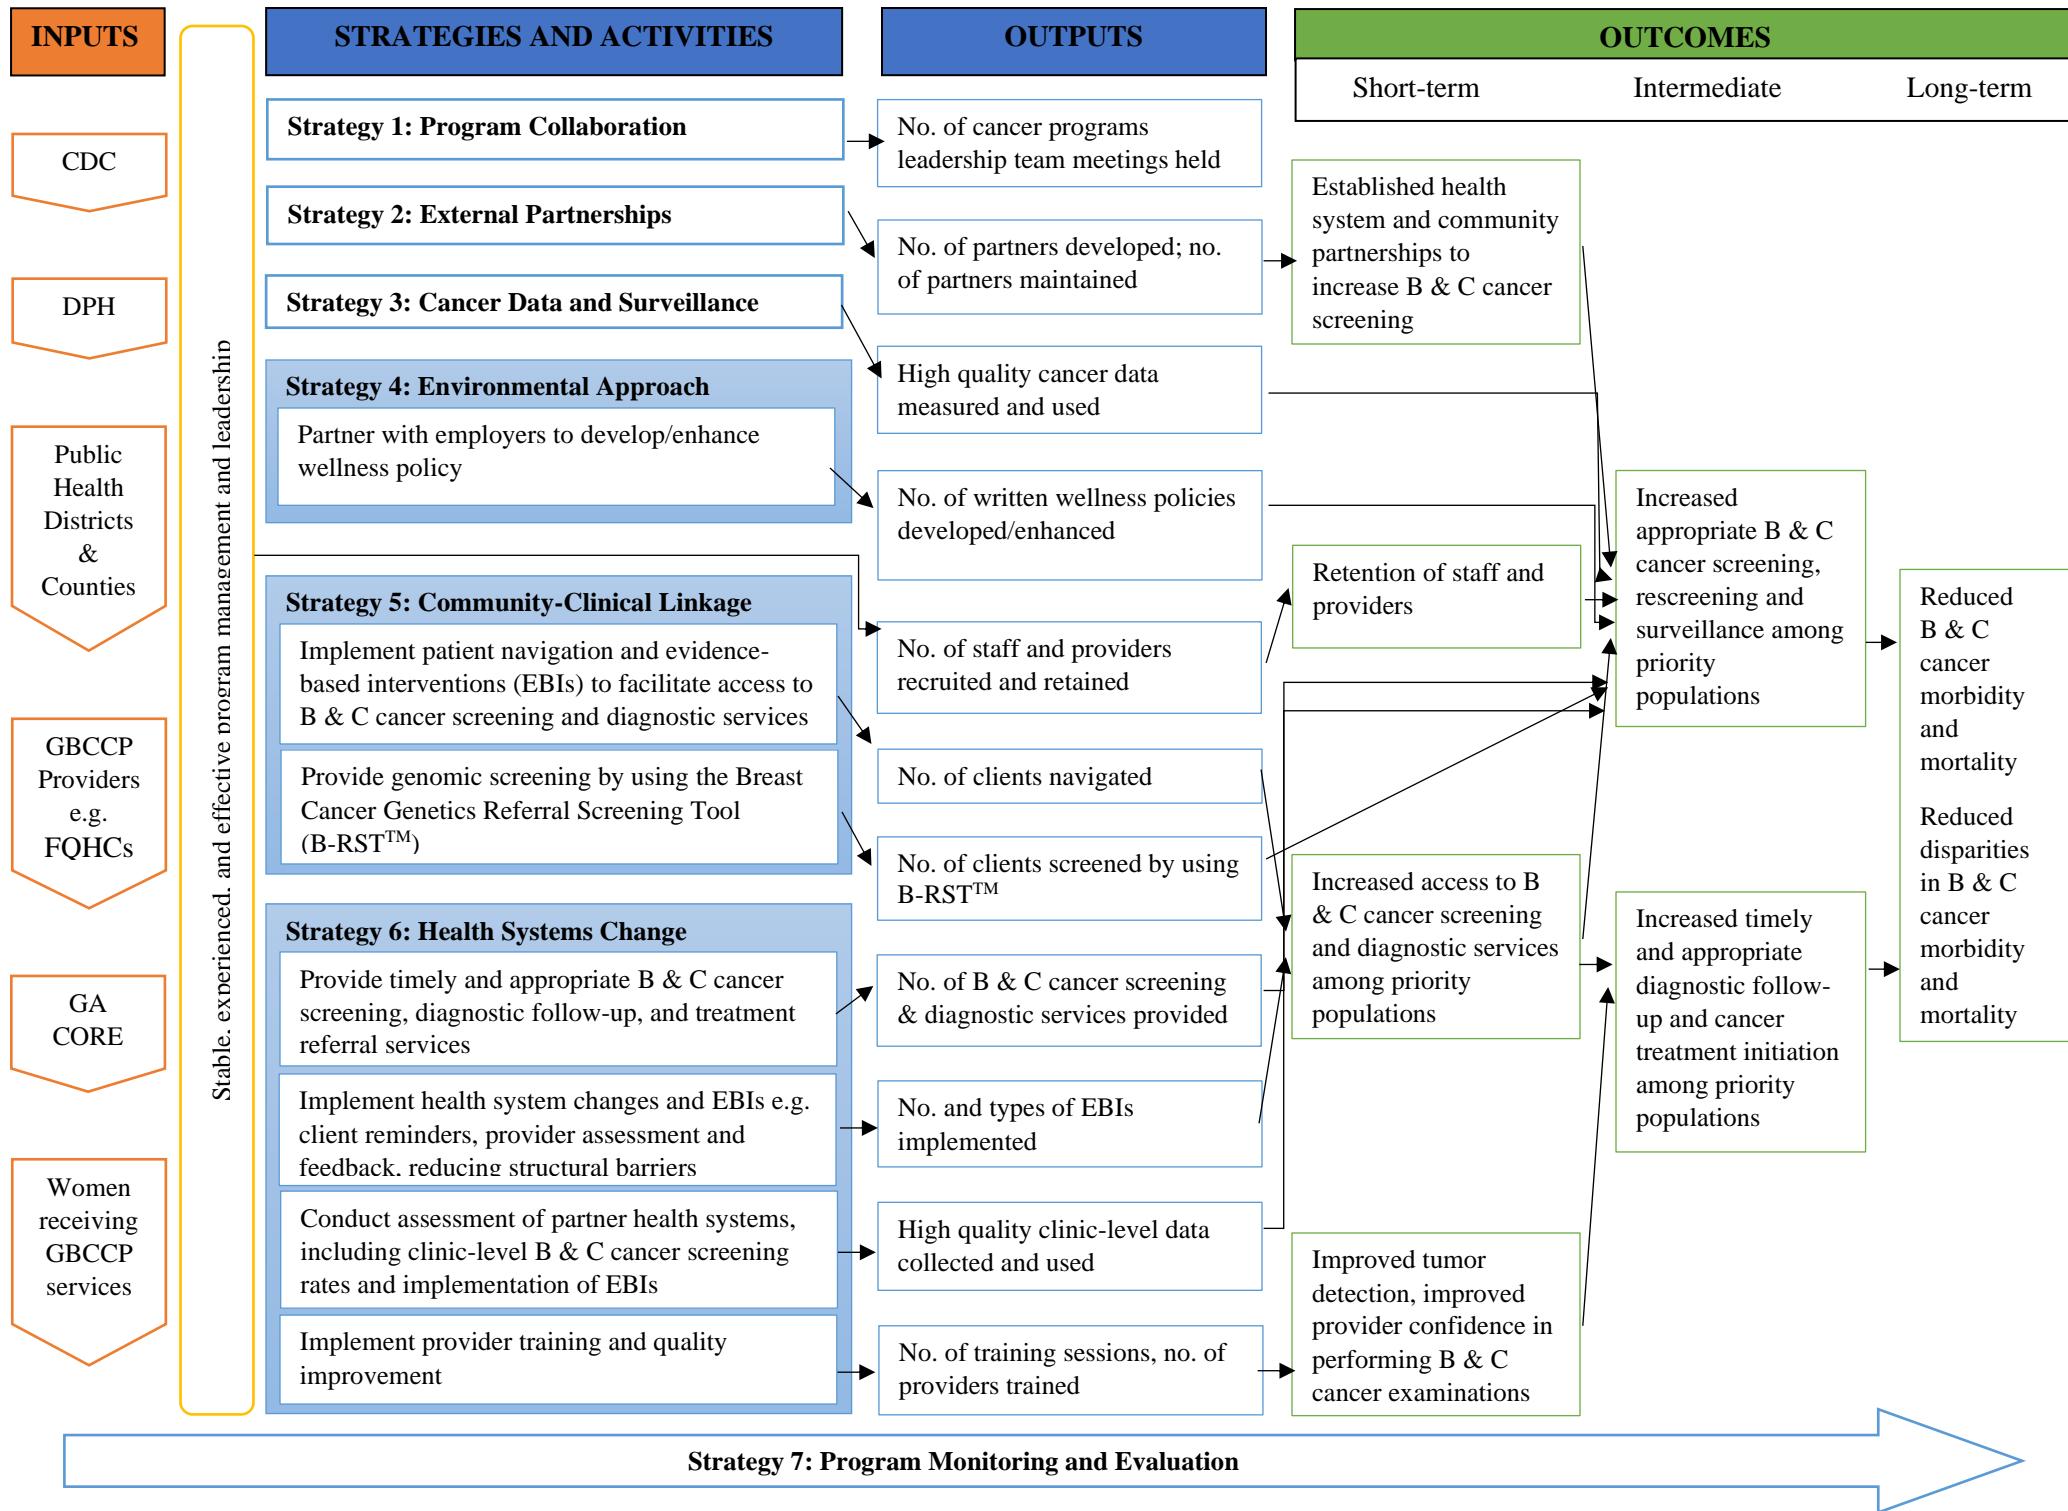 INPUTS
STRATEGIES AND ACTIVITIES
OUTPUTS
OUTCOMES
Short-term
Intermediate
Long-term
CDC
DPH
Public
Health
Districts
&
Counties
GBCCP
Providers
e.g.
FQHCs
GA
CORE
Women
receiving
GBCCP
services
Stable, experienced, and effective program management and leadership
Strategy 1: Program Collaboration
Strategy 2: External Partnerships
Strategy 3: Cancer Data and Surveillance
Strategy 4: Environmental Approach
Partner with employers to develop/enhance
wellness policy
Strategy 5: Community-Clinical Linkage
Implement patient navigation and evidence-
based interventions (EBIs) to facilitate access to
B & C cancer screening and diagnostic services
Provide genomic screening by using the Breast
Cancer Genetics Referral Screening Tool
(B-RST™)
Strategy 6: Health Systems Change
Provide timely and appropriate B & C cancer
screening, diagnostic follow-up, and treatment
referral services
Implement health system changes and EBIs e.g.
client reminders, provider assessment and
feedback, reducing structural barriers
Conduct assessment of partner health systems,
including clinic-level B & C cancer screening
rates and implementation of EBIs
Implement provider training and quality
improvement
No. of cancer programs
leadership team meetings held
No. of partners developed; no.
of partners maintained
High quality cancer data
measured and used
No. of written wellness policies
developed/enhanced
No. of staff and providers
recruited and retained
No. of clients navigated
No. of clients screened by using
B-RST™
No. of B & C cancer screening
& diagnostic services provided
No. and types of EBIs
implemented
High quality clinic-level data
collected and used
No. of training sessions, no. of
providers trained
Established health
system and community
partnerships to
increase B & C cancer
screening
Retention of staff and
providers
Increased access to B
& C cancer screening
and diagnostic services
among priority
populations
Improved tumor
detection, improved
provider confidence in
performing B & C
cancer examinations
Increased
appropriate B & C
cancer screening,
rescreening and
surveillance among
priority
populations
Increased timely
and appropriate
diagnostic follow-
up and cancer
treatment initiation
among priority
populations
Reduced
B & C
cancer
morbidity
and
mortality
Reduced
disparities
in B & C
cancer
morbidity
and
mortality
Strategy 7: Program Monitoring and Evaluation